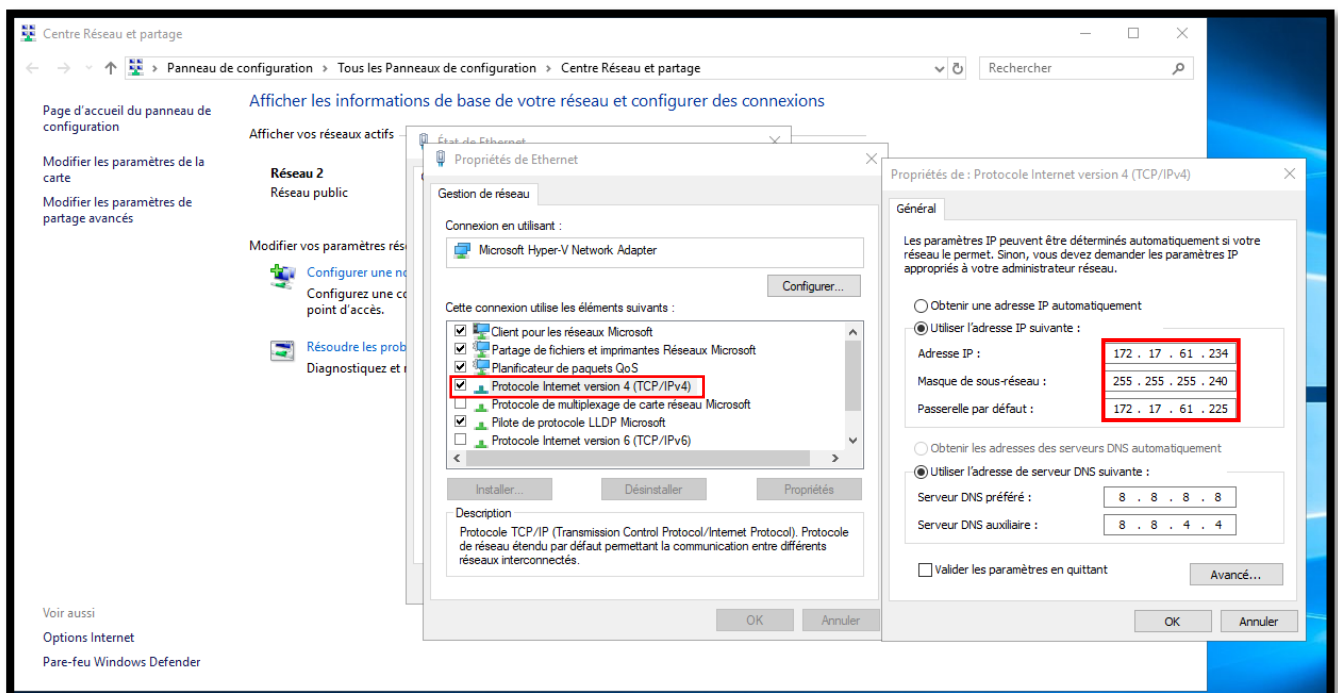 Centre Réseau et partage
Panneau de configuration > Tous les Panneaux de configuration > Centre Réseau et partage
Rechercher
Page d'accueil du panneau de
configuration
Modifier les paramètres de la
carte
Modifier les paramètres de
partage avancés
Voir aussi
Options Internet
Pare-feu Windows Defender
Afficher les informations de base de votre réseau et configurer des connexions
Afficher vos réseaux actifs
Réseau 2
Réseau public
Modifier vos paramètres rés
Configurer une no
Configurez une co
point d'accès.
Résoudre les prob
Diagnostiquez et r
État de Ethernet
Propriétés de Ethernet
Gestion de réseau
Connexion en utilisant :
Microsoft Hyper-V Network Adapter
Configurer...
Cette connexion utilise les éléments suivants :
Client pour les réseaux Microsoft
Partage de fichiers et imprimantes Réseaux Microsoft
Planificateur de paquets QoS
Protocole Internet version 4 (TCP/IPv4)
Protocole de multiplexage de carte réseau Microsoft
Pilote de protocole LLDP Microsoft
Protocole Internet version 6 (TCP/IPv6)
Installer...
Désinstaller
Propriétés
Description
Protocole TCP/IP (Transmission Control Protocol/Internet Protocol). Protocole
de réseau étendu par défaut permettant la communication entre différents
réseaux interconnectés.
OK
Annuler
Propriétés de : Protocole Internet version 4 (TCP/IPv4)
Général
Les paramètres IP peuvent être déterminés automatiquement si votre
réseau le permet. Sinon, vous devez demander les paramètres IP
appropriés à votre administrateur réseau.
Obtenir une adresse IP automatiquement
Utiliser l'adresse IP suivante :
Adresse IP : 172 . 17 . 61 . 234
Masque de sous-réseau : 255 . 255 . 255 . 240
Passerelle par défaut : 172 . 17 . 61 . 225
Obtenir les adresses des serveurs DNS automatiquement
Utiliser l'adresse de serveur DNS suivante :
Serveur DNS préféré : 8 . 8 . 8 . 8
Serveur DNS auxiliaire : 8 . 8 . 4 . 4
Valider les paramètres en quittant
Avancé...
OK
Annuler